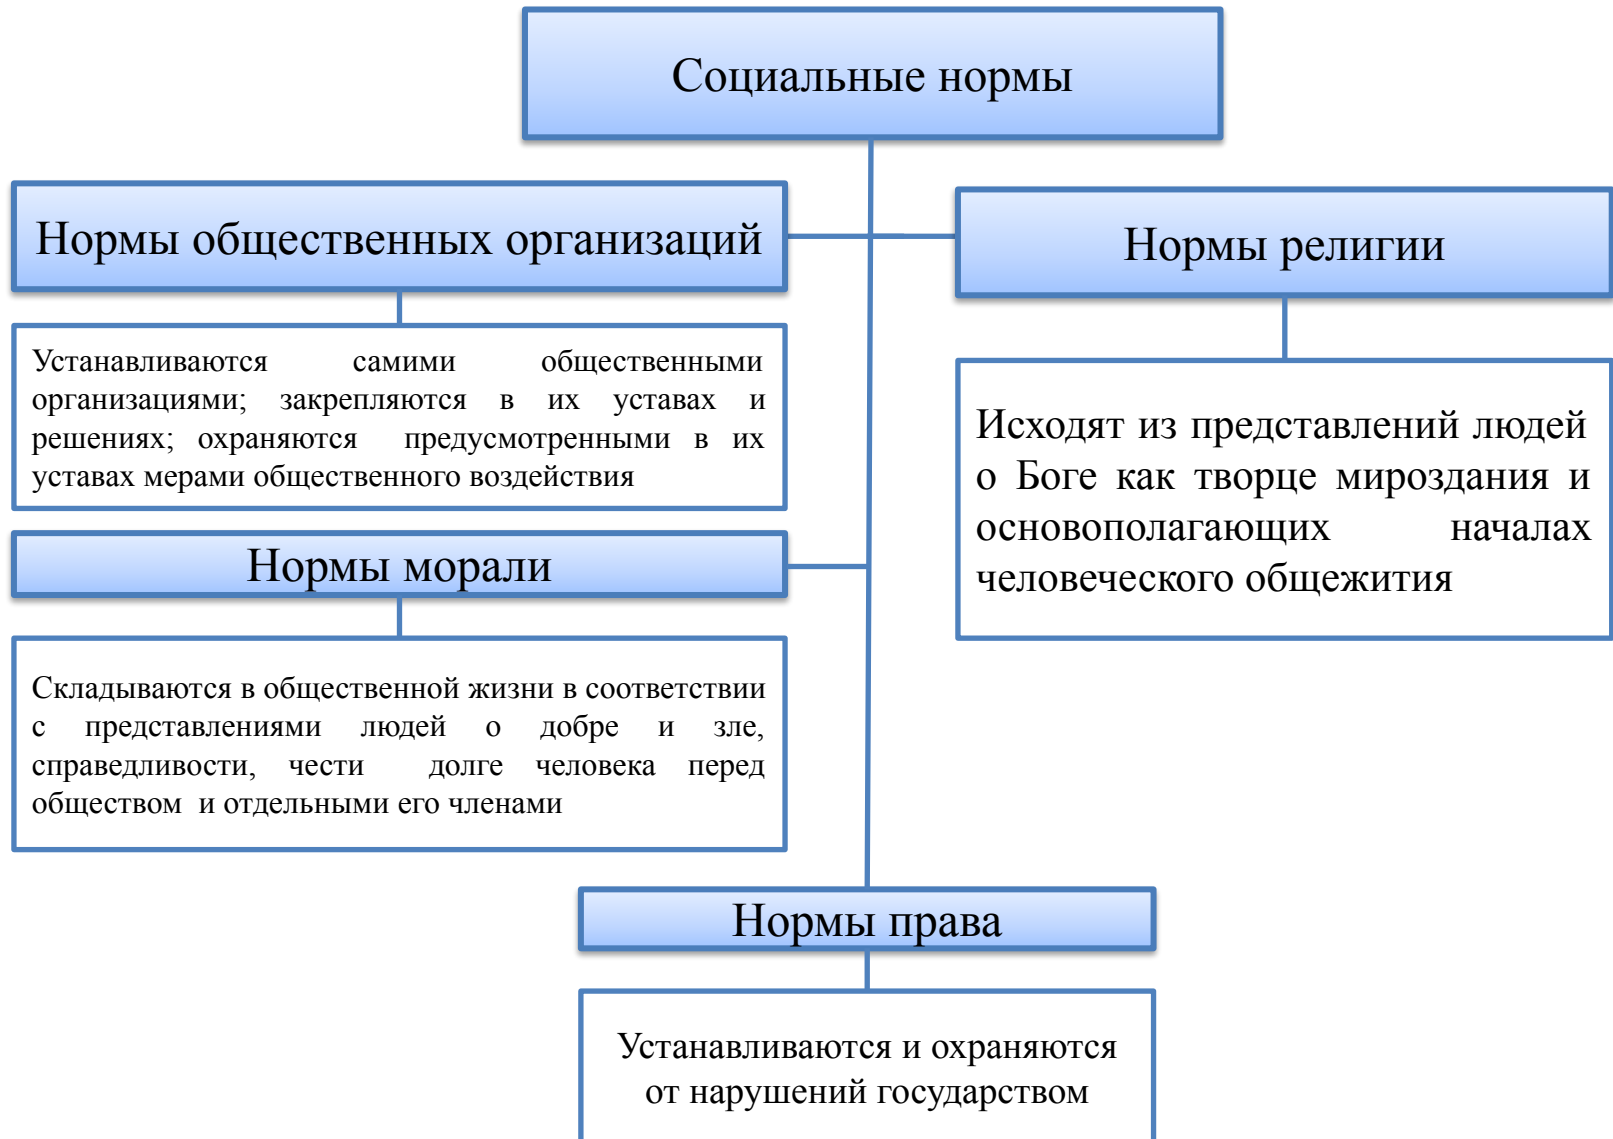 Социальные нормы
Нормы общественных организаций
Устанавливаются самими общественными
организациями; закрепляются в их уставах и
решениях; охраняются предусмотренными в их
уставах мерами общественного воздействия
Нормы религии
Исходят из представлений людей
о Боге как творце мироздания и
основополагающих началах
человеческого общежития
Нормы морали
Складываются в общественной жизни в соответствии
с представлениями людей о добре и зле,
справедливости, чести долге человека перед
обществом и отдельными его членами
Нормы права
Устанавливаются и охраняются
от нарушений государством